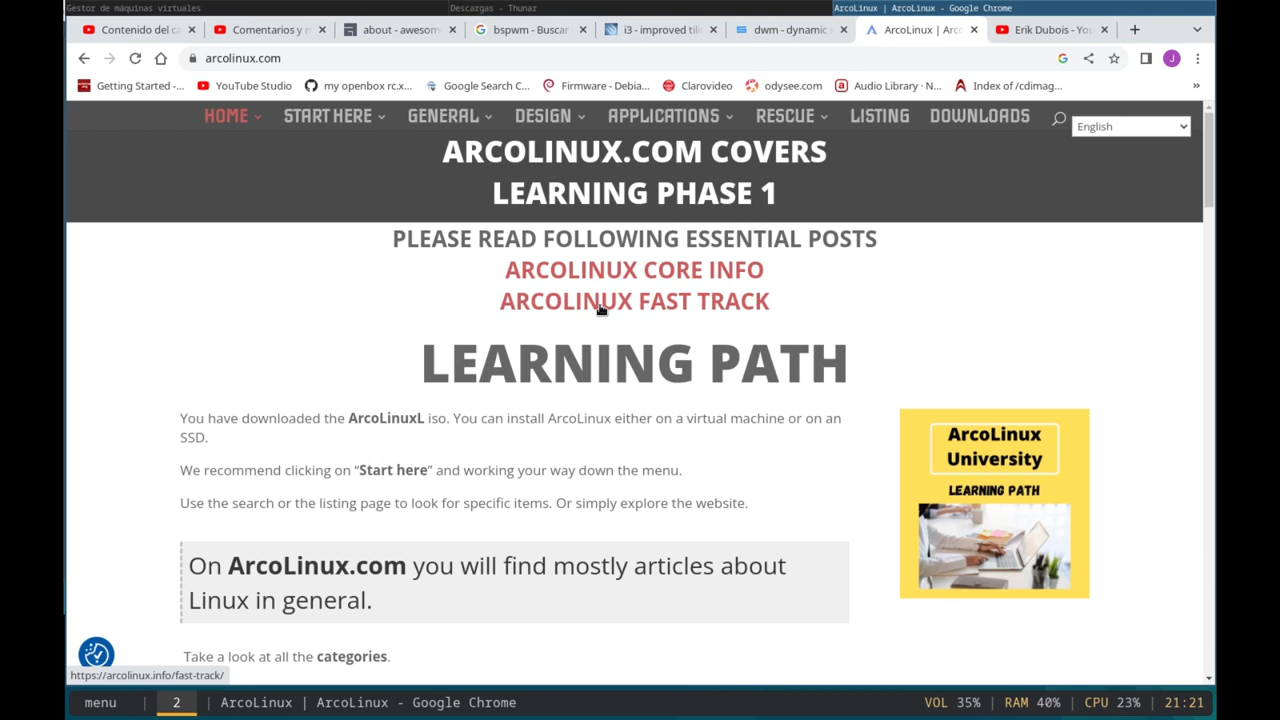 Gestor de máquinas virtuales
Descargas - Thunar
ArcoLinux | ArcoLinux - Google Chrome
Contenido del ca
Comentarios y m
about - awesom
bspwm - Buscar
i3 - improved tili
dwm - dynamic w
ArcoLinux | Arco
Erik Dubois - You
arcolinux.com
J
Getting Started -...
YouTube Studio
my openbox rc.x...
Google Search C...
Firmware - Debia...
Clarovideo
odysee.com
Audio Library · N...
Index of /cdimag...
»
HOME
START HERE
GENERAL
DESIGN
APPLICATIONS
RESCUE
LISTING
DOWNLOADS
English
ARCOLINUX.COM COVERS
LEARNING PHASE 1
PLEASE READ FOLLOWING ESSENTIAL POSTS
ARCOLINUX CORE INFO
ARCOLINUX FAST TRACK
LEARNING PATH
You have downloaded the ArcoLinuxL iso. You can install ArcoLinux either on a virtual machine or on an
SSD.
We recommend clicking on “Start here” and working your way down the menu.
Use the search or the listing page to look for specific items. Or simply explore the website.
ArcoLinux
University
LEARNING PATH
On ArcoLinux.com you will find mostly articles about
Linux in general.
Take a look at all the categories.
https://arcolinux.info/fast-track/
menu | 2 | ArcoLinux | ArcoLinux - Google Chrome
VOL 35% | RAM 40% | CPU 23% | 21:21